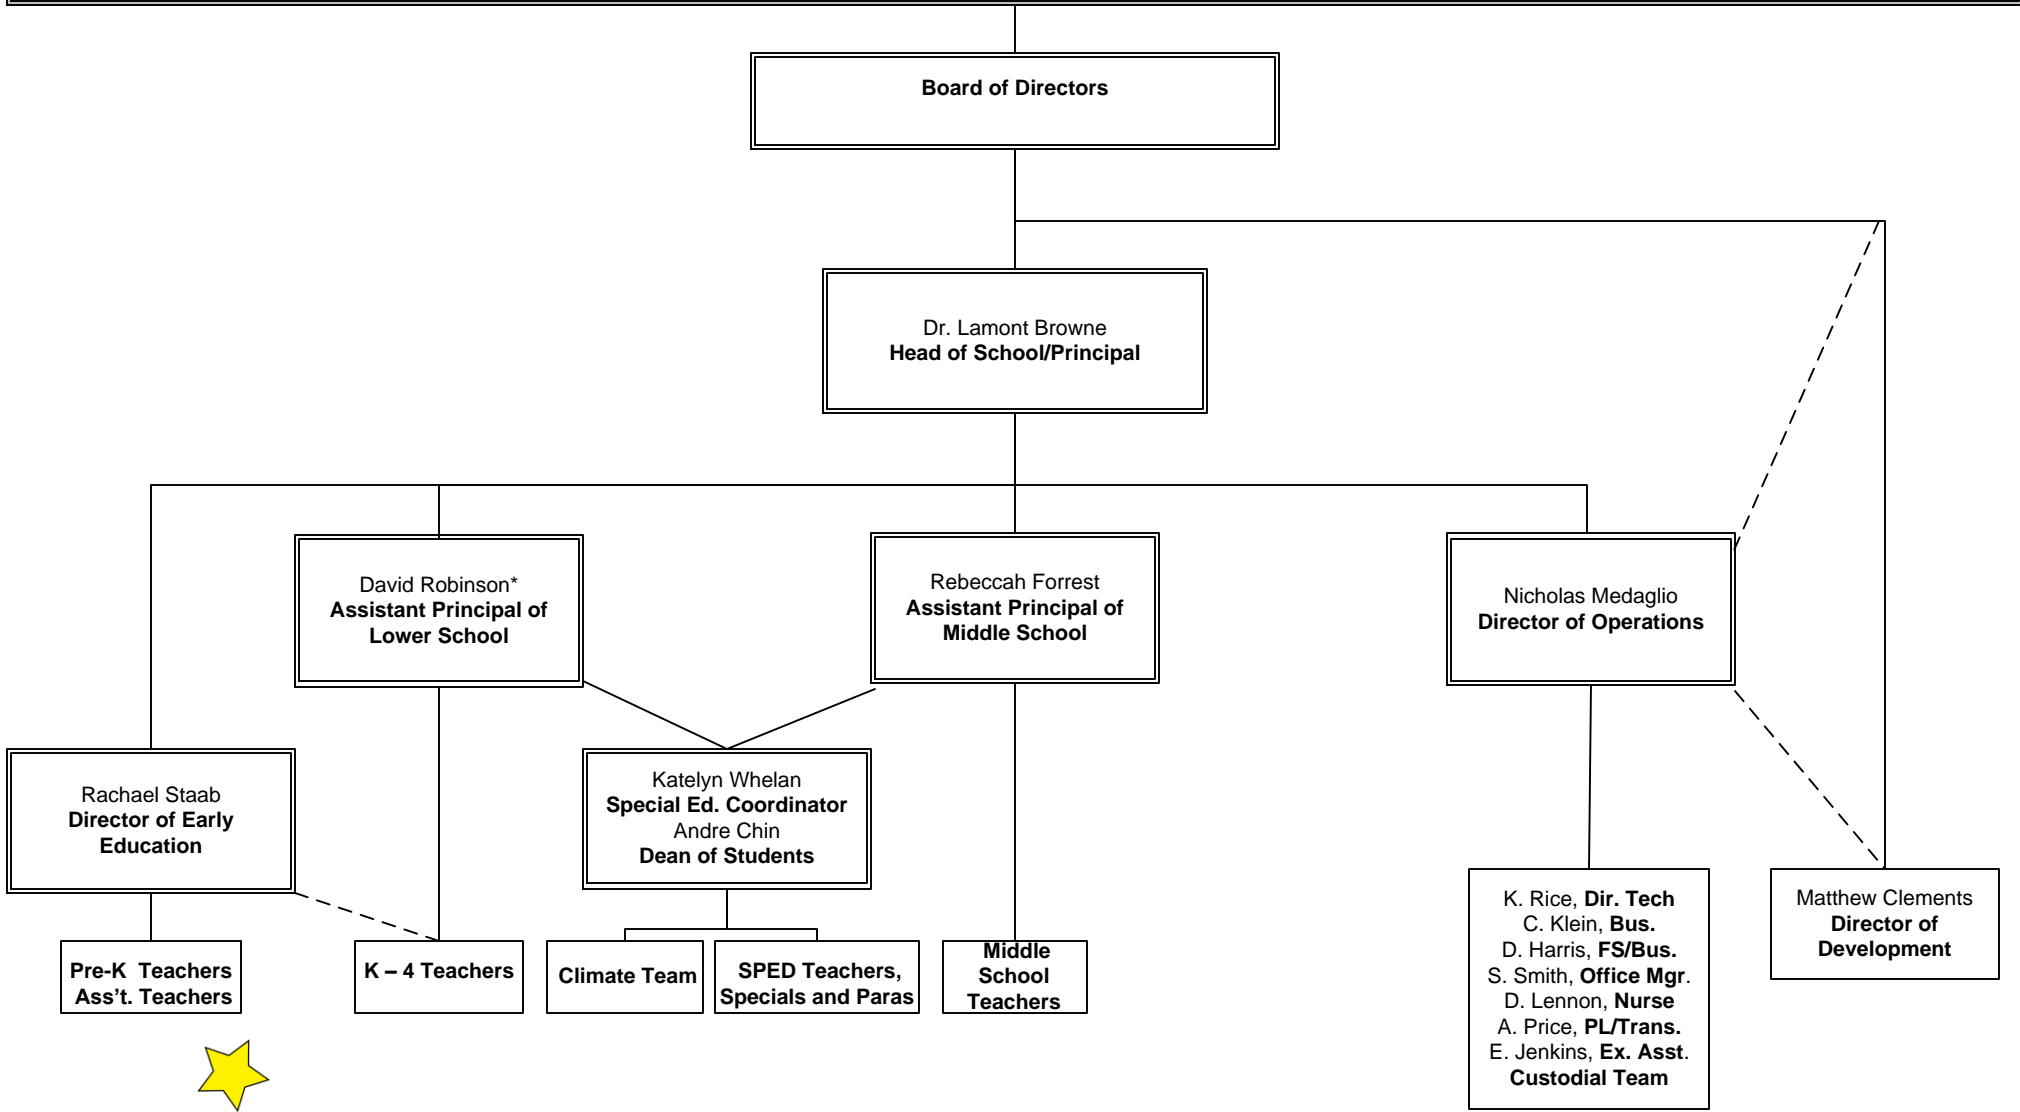 Board of Directors
Dr. Lamont Browne
Head of School/Principal
David Robinson*
Assistant Principal of
Lower School
Rebeccah Forrest
Assistant Principal of
Middle School
Nicholas Medaglio
Director of Operations
Rachael Staab
Director of Early
Education
Katelyn Whelan
Special Ed. Coordinator
Andre Chin
Dean of Students
Pre-K  Teachers
Ass’t. Teachers
K – 4 Teachers
Climate Team
SPED Teachers,
Specials and Paras
Middle
School
Teachers
K. Rice, Dir. Tech
C. Klein, Bus.
D. Harris, FS/Bus.
S. Smith, Office Mgr.
D. Lennon, Nurse
A. Price, PL/Trans.
E. Jenkins, Ex. Asst.
Custodial Team
Matthew Clements
Director of
Development